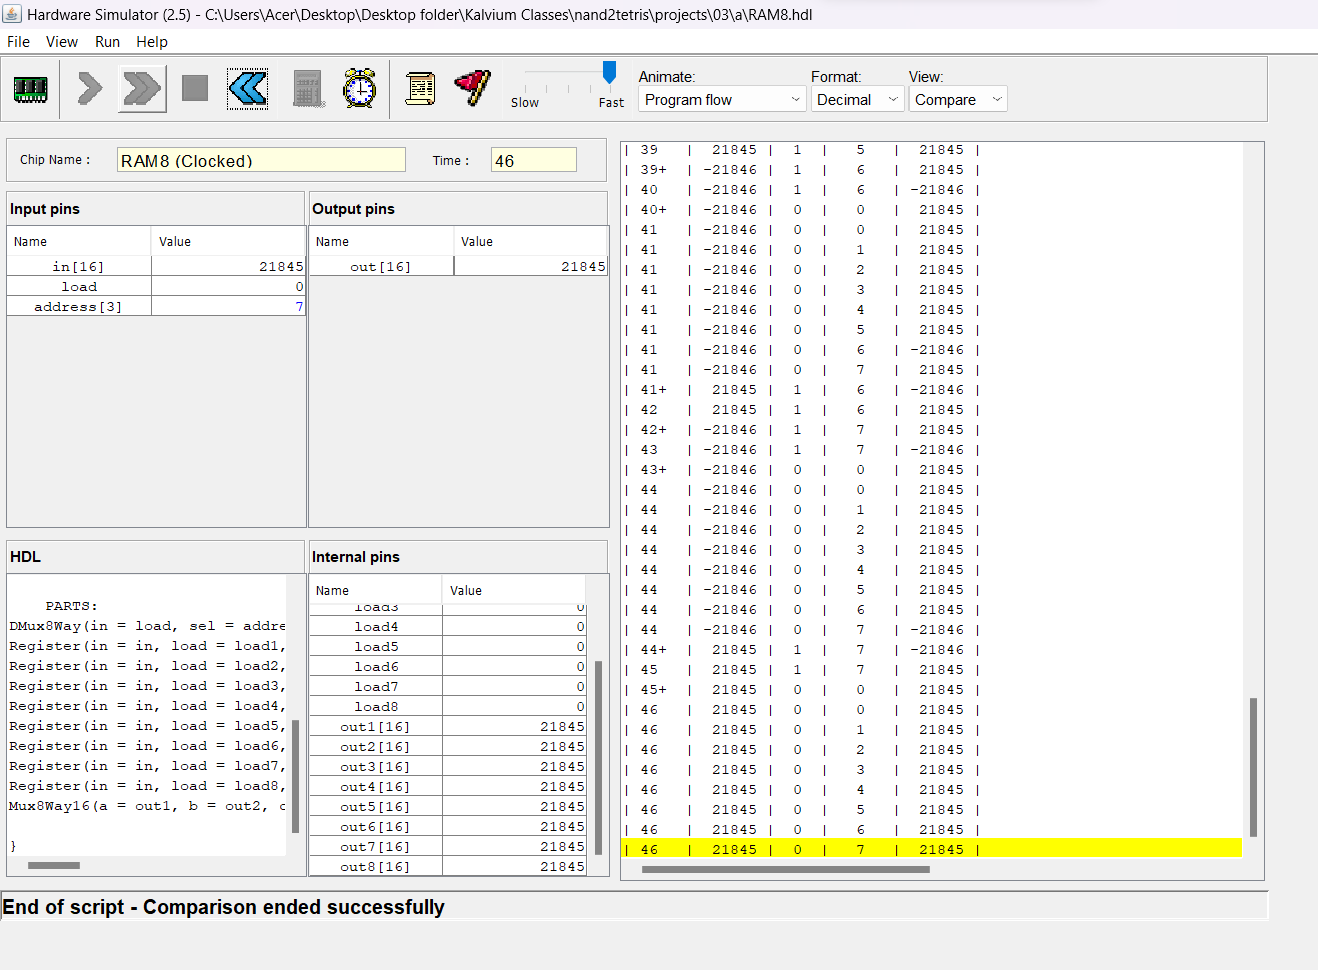 Hardware Simulator (2.5) - C:\Users\Acer\Desktop\Desktop folder\Kalvium Classes\nand2tetris\projects\03\a\RAM8.hdl
File View Run Help
Slow Fast
Animate: Format: View:
Program flow Decimal Compare
Chip Name : RAM8 (Clocked) Time : 46
Input pins
Name Value
in[16] 21845
load 0
address[3] 7
Output pins
Name Value
out[16] 21845
HDL
PARTS:
DMux8Way(in = load, sel = addre
Register(in = in, load = load1,
Register(in = in, load = load2,
Register(in = in, load = load3,
Register(in = in, load = load4,
Register(in = in, load = load5,
Register(in = in, load = load6,
Register(in = in, load = load7,
Register(in = in, load = load8,
Mux8Way16(a = out1, b = out2, c
}
Internal pins
Name Value
load3 0
load4 0
load5 0
load6 0
load7 0
load8 0
out1[16] 21845
out2[16] 21845
out3[16] 21845
out4[16] 21845
out5[16] 21845
out6[16] 21845
out7[16] 21845
out8[16] 21845
| 39 | 21845 | 1 | 5 | 21845 |
| 39+ | -21846 | 1 | 6 | 21845 |
| 40 | -21846 | 1 | 6 | -21846 |
| 40+ | -21846 | 0 | 0 | 21845 |
| 41 | -21846 | 0 | 0 | 21845 |
| 41 | -21846 | 0 | 1 | 21845 |
| 41 | -21846 | 0 | 2 | 21845 |
| 41 | -21846 | 0 | 3 | 21845 |
| 41 | -21846 | 0 | 4 | 21845 |
| 41 | -21846 | 0 | 5 | 21845 |
| 41 | -21846 | 0 | 6 | -21846 |
| 41 | -21846 | 0 | 7 | 21845 |
| 41+ | 21845 | 1 | 6 | -21846 |
| 42 | 21845 | 1 | 6 | 21845 |
| 42+ | -21846 | 1 | 7 | 21845 |
| 43 | -21846 | 1 | 7 | -21846 |
| 43+ | -21846 | 0 | 0 | 21845 |
| 44 | -21846 | 0 | 0 | 21845 |
| 44 | -21846 | 0 | 1 | 21845 |
| 44 | -21846 | 0 | 2 | 21845 |
| 44 | -21846 | 0 | 3 | 21845 |
| 44 | -21846 | 0 | 4 | 21845 |
| 44 | -21846 | 0 | 5 | 21845 |
| 44 | -21846 | 0 | 6 | 21845 |
| 44 | -21846 | 0 | 7 | -21846 |
| 44+ | 21845 | 1 | 7 | -21846 |
| 45 | 21845 | 1 | 7 | 21845 |
| 45+ | 21845 | 0 | 0 | 21845 |
| 46 | 21845 | 0 | 0 | 21845 |
| 46 | 21845 | 0 | 1 | 21845 |
| 46 | 21845 | 0 | 2 | 21845 |
| 46 | 21845 | 0 | 3 | 21845 |
| 46 | 21845 | 0 | 4 | 21845 |
| 46 | 21845 | 0 | 5 | 21845 |
| 46 | 21845 | 0 | 6 | 21845 |
| 46 | 21845 | 0 | 7 | 21845 |
End of script - Comparison ended successfully